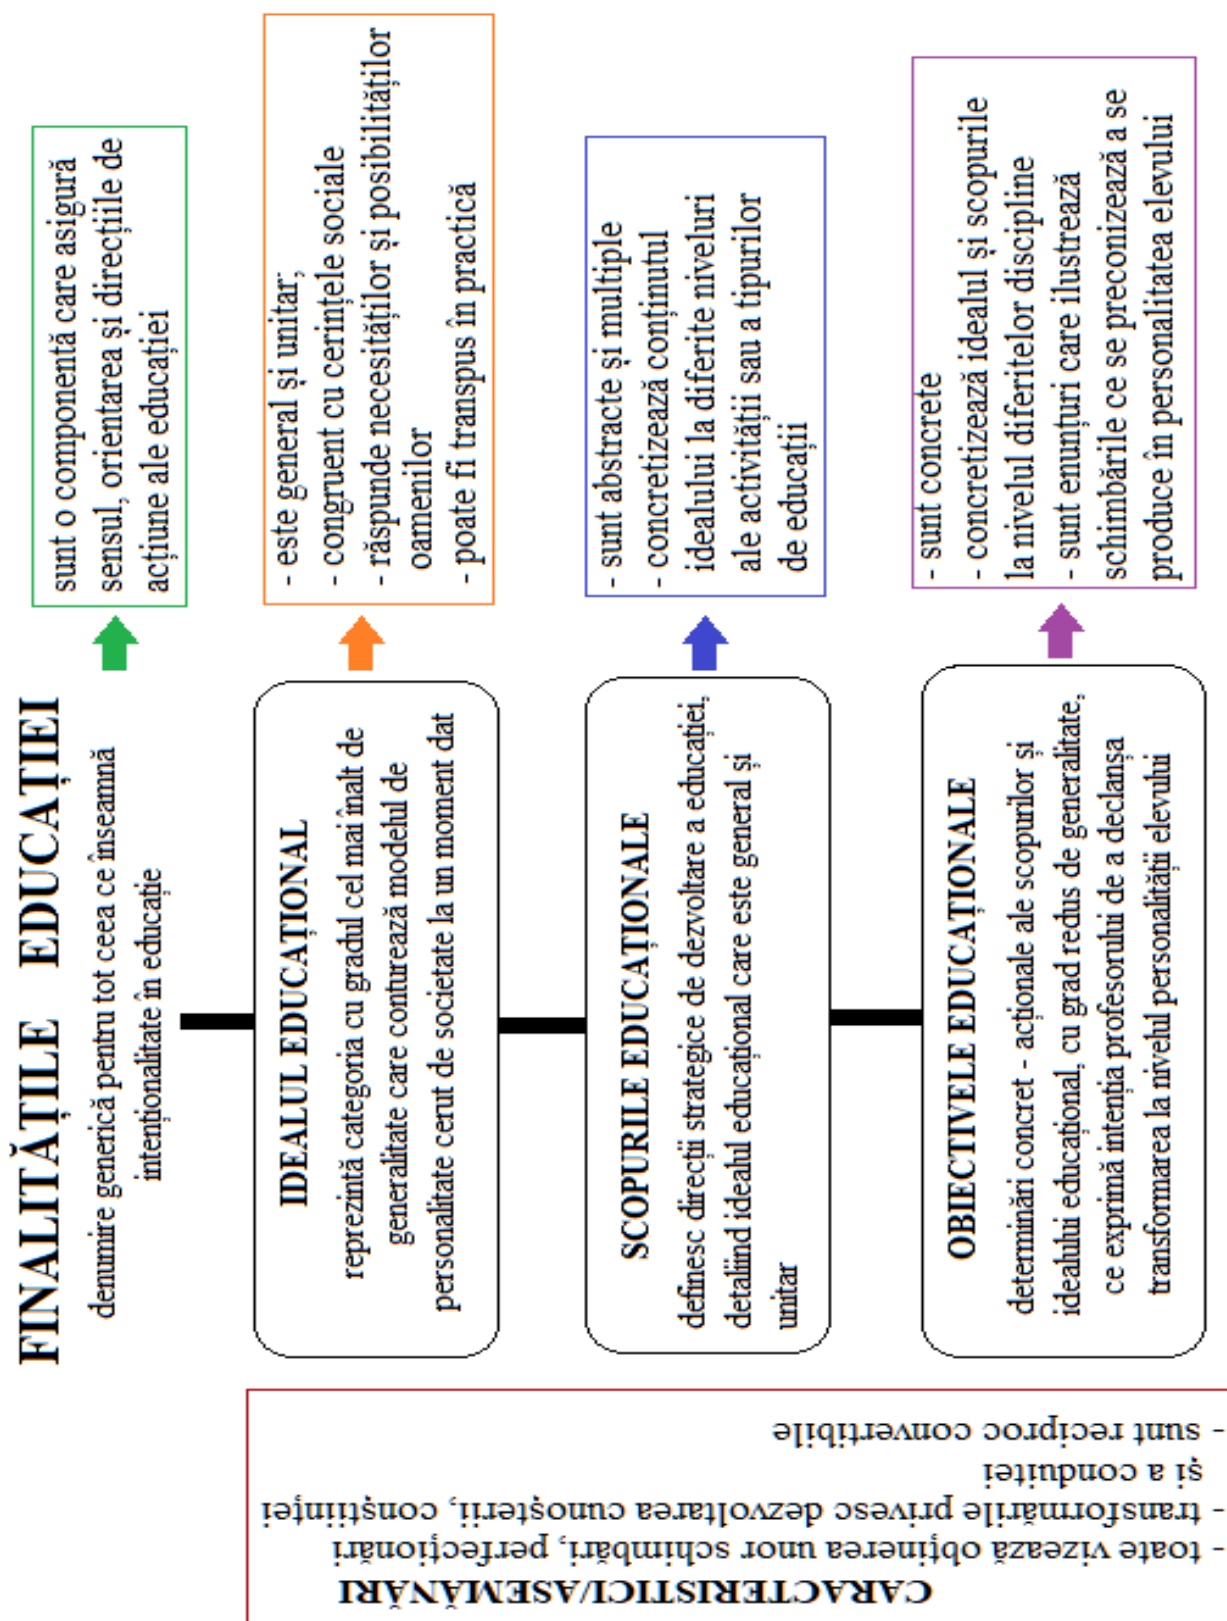 FINALITĂȚILE EDUCAȚIEI
denumire generică pentru tot ceea ce înseamnă
intenționalitate în educație
sunt o componentă care asigură
sensul, orientarea și direcțiile de
acțiune ale educației
IDEALUL EDUCAȚIONAL
reprezintă categoria cu gradul cel mai înalt de
generalitate care conturează modelul de
personalitate cerut de societate la un moment dat
- este general și unitar;
- congruent cu cerințele sociale
- răspunde necesităților și posibilităților
oamenilor
- poate fi transpus în practică
SCOPURILE EDUCAȚIONALE
definesc direcții strategice de dezvoltare a educației,
detaliind idealul educațional care este general și
unitar
- sunt abstracte și multiple
- concretizează conținutul
idealului la diferite niveluri
ale activității sau a tipurilor
de educații
OBIECTIVELE EDUCAȚIONALE
determinări concret - acționale ale scopurilor și
idealului educațional, cu grad redus de generalitate,
ce exprimă intenția profesorului de a declanșa
transformarea la nivelul personalității elevului
- sunt concrete
- concretizează idealul și scopurile
la nivelul diferitelor discipline
- sunt enunțuri care ilustrează
schimbările ce se preconizează a se
produce în personalitatea elevului
CARACTERISTICI/ASEMĂNĂRI
- toate vizează obținerea unor schimbări, perfecționări
- transformările privesc dezvoltarea cunoșterii, conștiinței
și a conduitei
- sunt reciproc convertibile